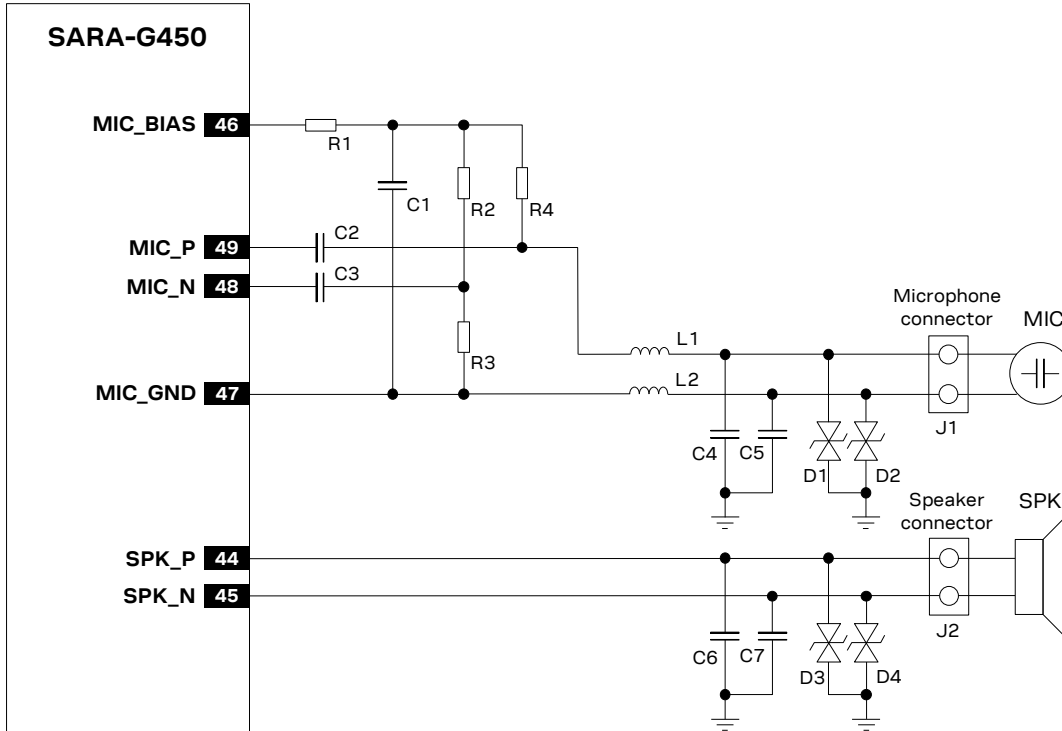 SARA-G450
MIC_BIAS 46
R1
C1
R2
R4
MIC_P 49
C2
MIC_N 48
C3
R3
MIC_GND 47
L1
L2
Microphone
connector
MIC
J1
C4
C5
D1
D2
Speaker
connector
SPK
SPK_P 44
SPK_N 45
J2
C6
C7
D3
D4